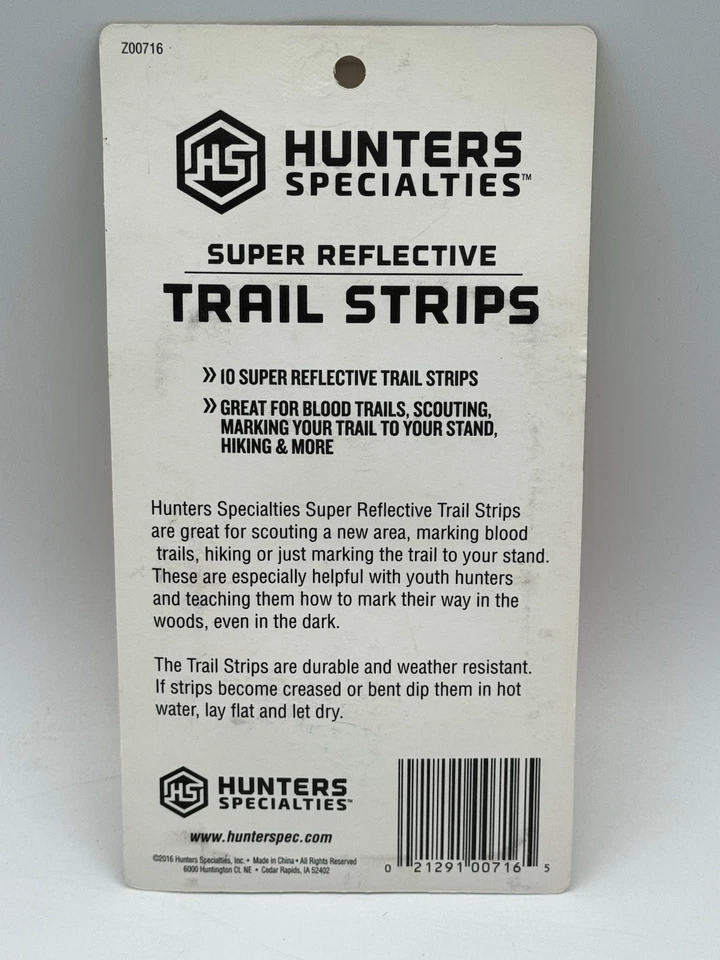 Z00716
HS HUNTERS
SPECIALTIES™
SUPER REFLECTIVE
TRAIL STRIPS
» 10 SUPER REFLECTIVE TRAIL STRIPS
» GREAT FOR BLOOD TRAILS, SCOUTING,
MARKING YOUR TRAIL TO YOUR STAND,
HIKING & MORE
Hunters Specialties Super Reflective Trail Strips
are great for scouting a new area, marking blood
trails, hiking or just marking the trail to your stand.
These are especially helpful with youth hunters
and teaching them how to mark their way in the
woods, even in the dark.
The Trail Strips are durable and weather resistant.
If strips become creased or bent dip them in hot
water, lay flat and let dry.
HS HUNTERS
SPECIALTIES™
www.hunterspec.com
©2016 Hunters Specialties, Inc. • Made in China • All Rights Reserved
6000 Huntington Ct. NE • Cedar Rapids, IA 52402
0 21291 00716 5